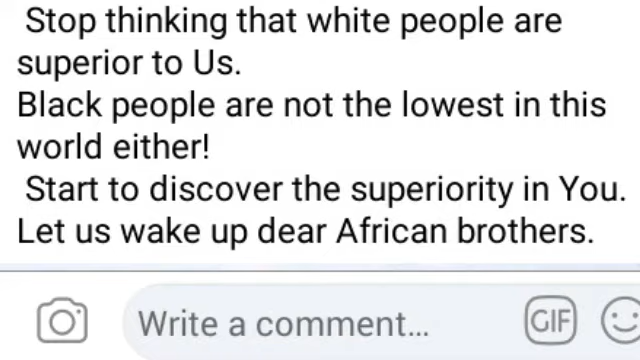 Stop thinking that white people are
superior to Us.
Black people are not the lowest in this
world either!
Start to discover the superiority in You.
Let us wake up dear African brothers.
Write a comment...
GIF